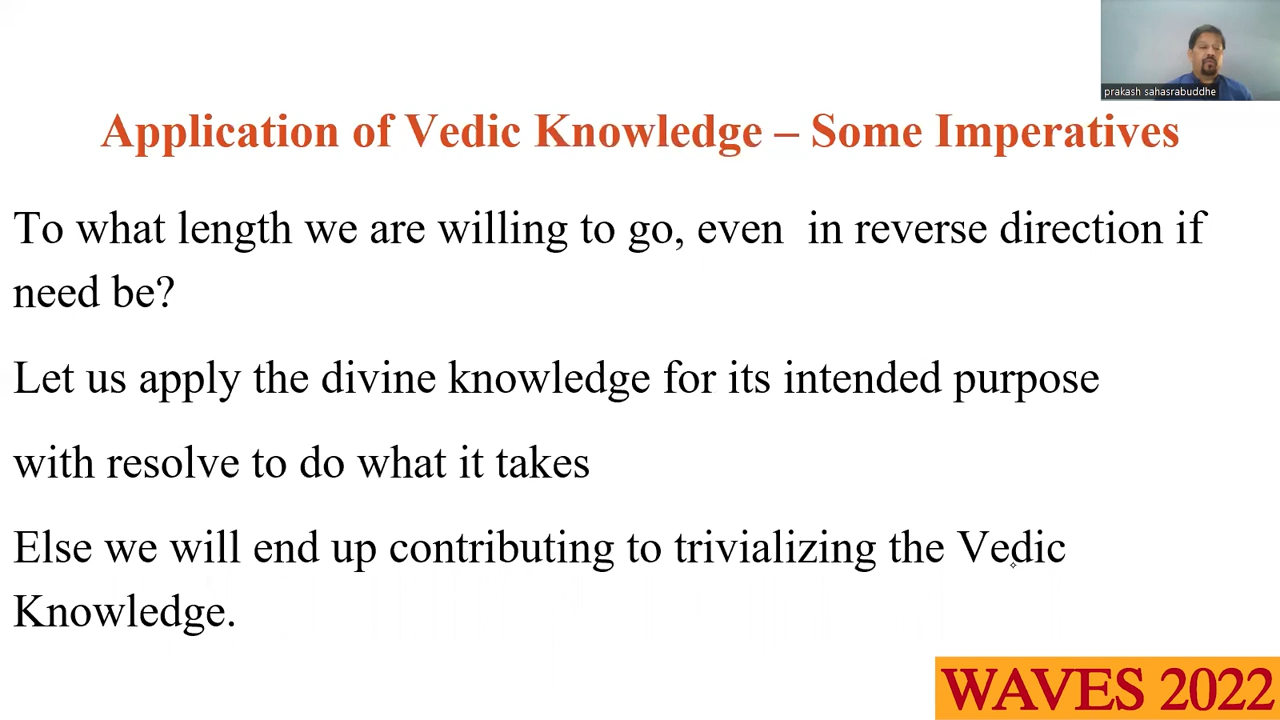 prakash sahasrabuddhe
Application of Vedic Knowledge – Some Imperatives
To what length we are willing to go, even  in reverse direction if
need be?
Let us apply the divine knowledge for its intended purpose
with resolve to do what it takes
Else we will end up contributing to trivializing the Vedic
Knowledge.
WAVES 2022